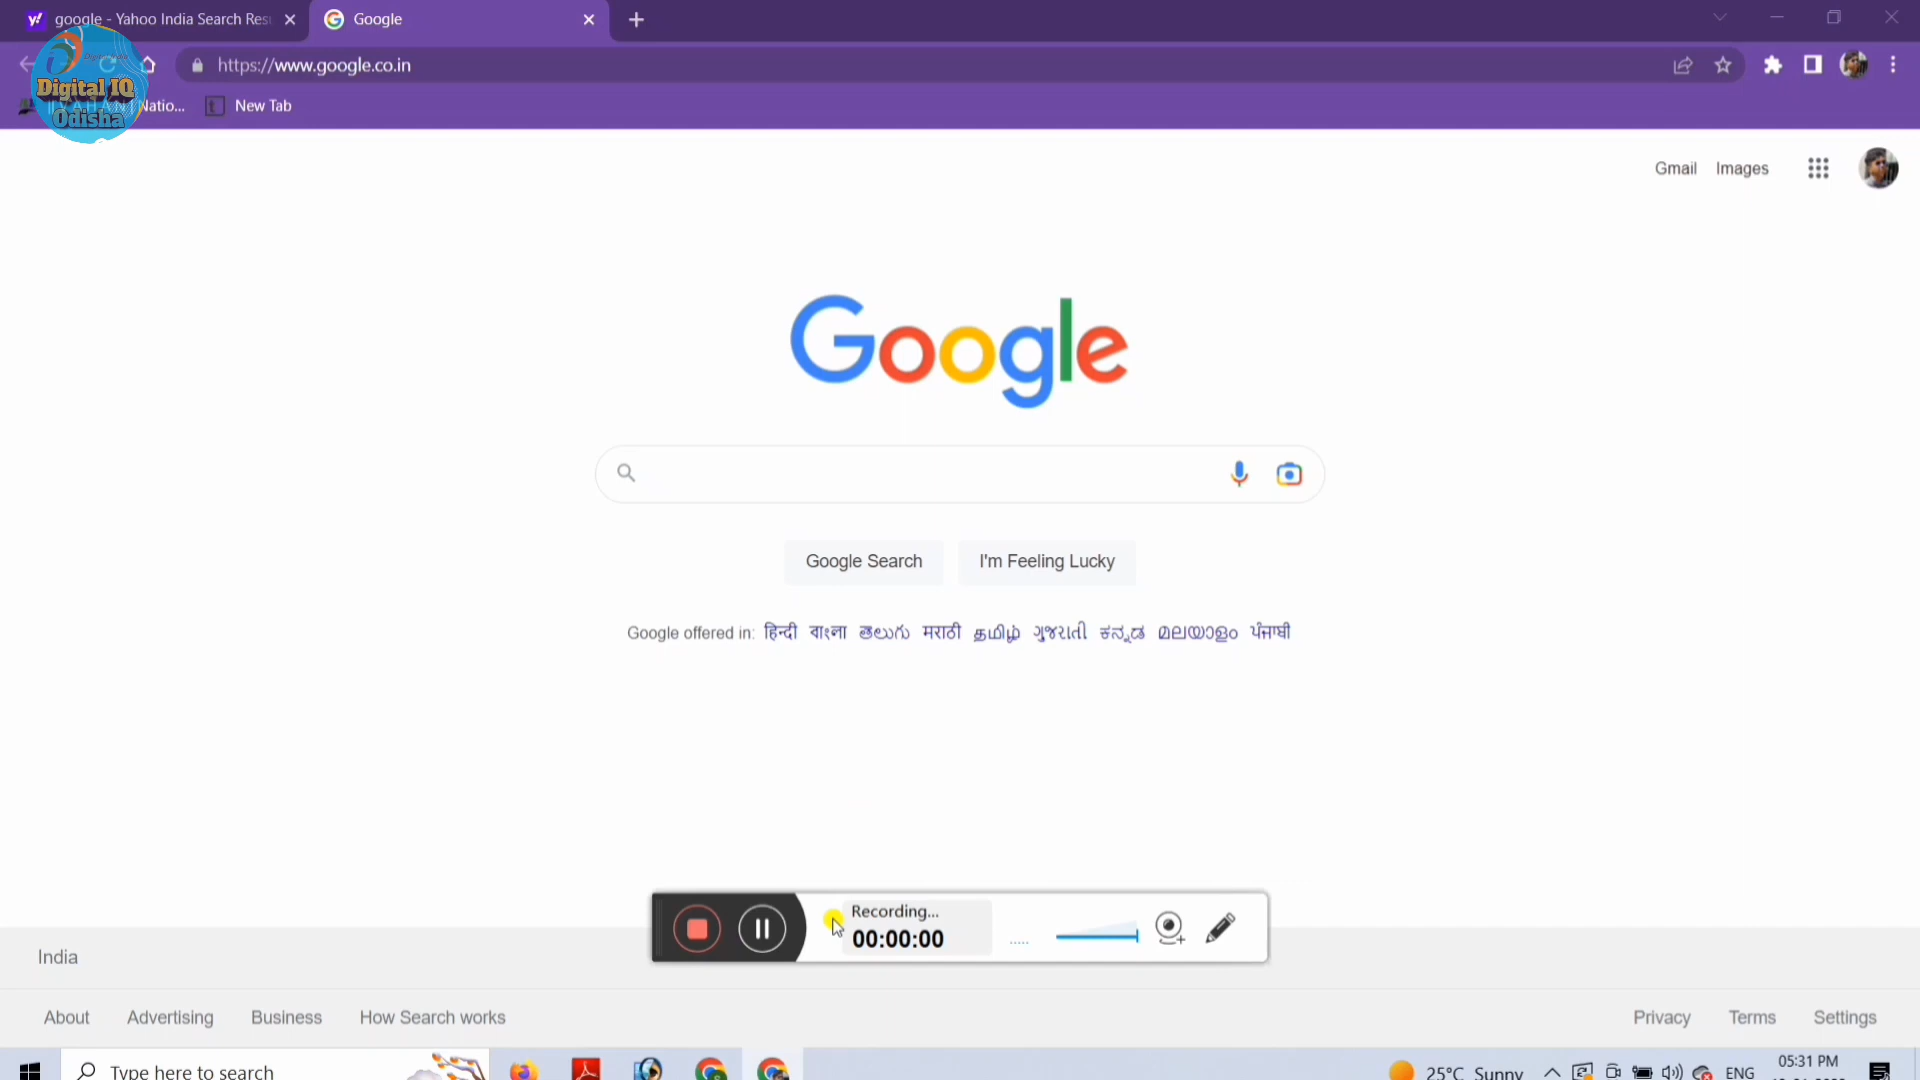 google - Yahoo India Search Res
Google
https://www.google.co.in
Digital IQ
Odisha
Natio...
New Tab
Gmail Images
Google
Google Search
I'm Feeling Lucky
Google offered in: हिन्दी বাংলা తెలుగు मराठी தமிழ் ગુજરાતી ಕನ್ನಡ മലയാളം ਪੰਜਾਬੀ
Recording...
00:00:00
India
About Advertising Business How Search works
Privacy Terms Settings
Type here to search
25°C Sunny
ENG
05:31 PM